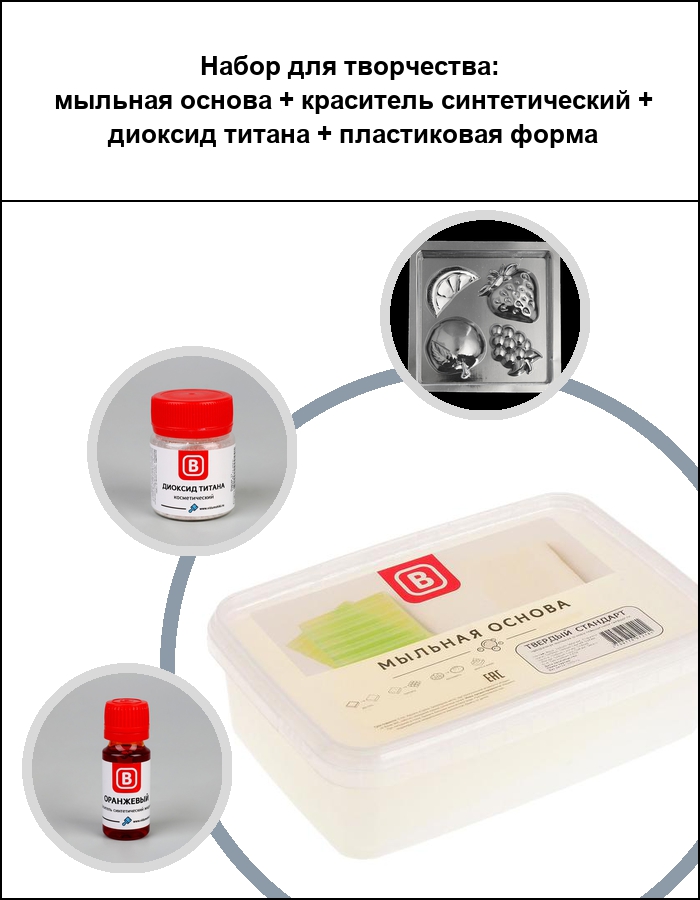 Набор для творчества:
мыльная основа + краситель синтетический +
диоксид титана + пластиковая форма
B
ДИОКСИД ТИТАНА
косметический
B
МЫЛЬНАЯ ОСНОВА
ТВЕРДЫЙ СТАНДАРТ
EAC
B
ОРАНЖЕВЫЙ
синтетический